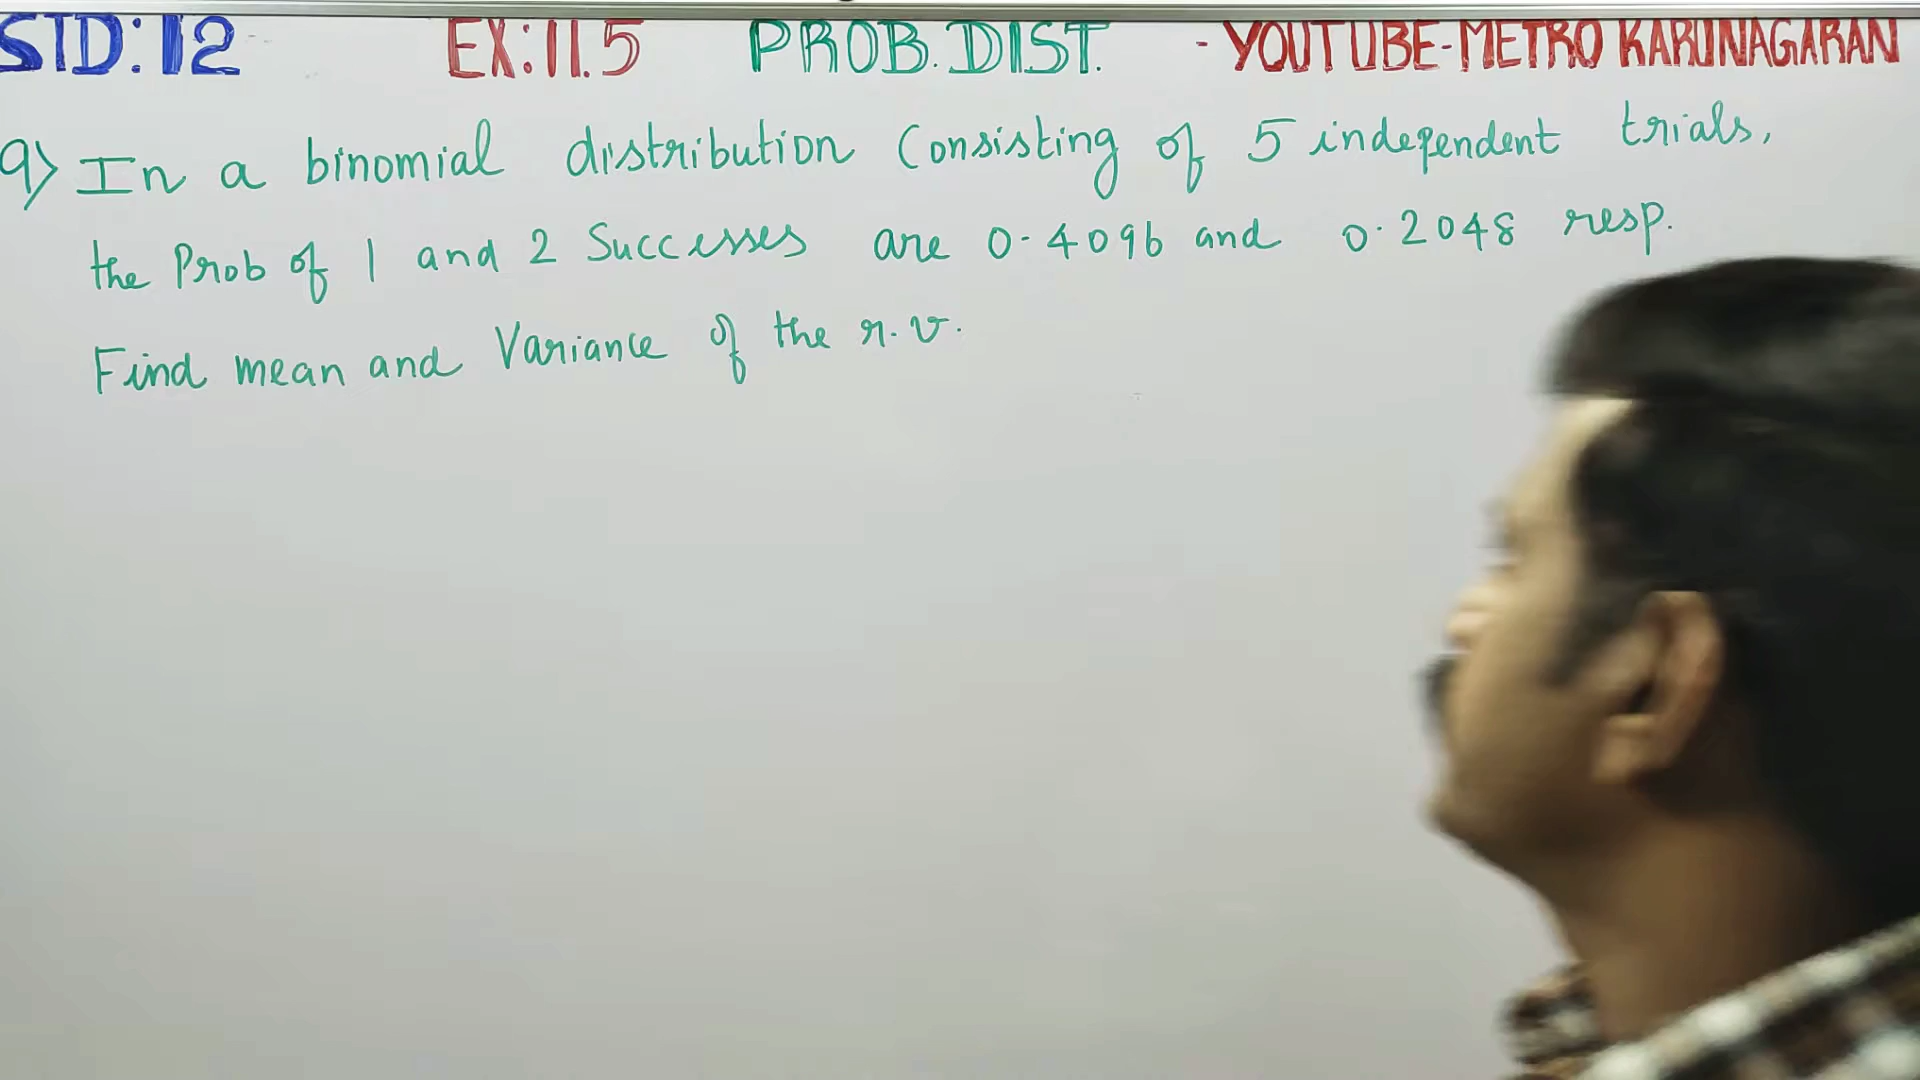 STD: 12 EX: 11.5 PROB. DIST. - YOUTUBE-METRO KARUNAGARAN
9) In a binomial distribution Consisting of 5 independent trials,
the Prob of 1 and 2 Successes are 0.4096 and 0.2048 resp.
Find mean and Variance of the r.v.